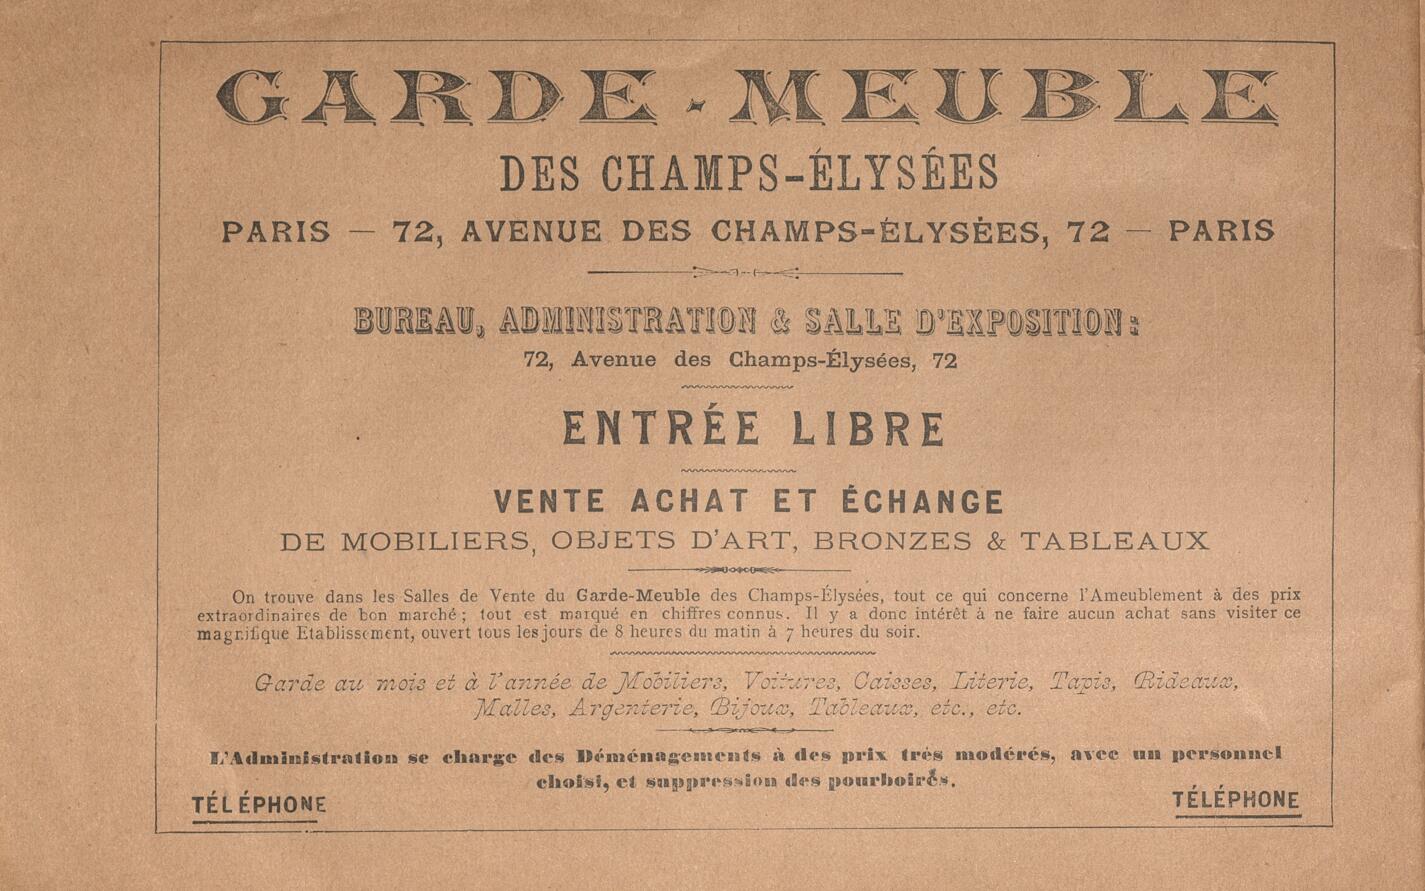 GARDE-MEUBLE
DES CHAMPS-ÉLYSÉES
PARIS — 72, AVENUE DES CHAMPS-ÉLYSÉES, 72 — PARIS
BUREAU, ADMINISTRATION & SALLE D'EXPOSITION:
72, Avenue des Champs-Élysées, 72
ENTRÉE LIBRE
VENTE ACHAT ET ÉCHANGE
DE MOBILIERS, OBJETS D'ART, BRONZES & TABLEAUX
On trouve dans les Salles de Vente du Garde-Meuble des Champs-Élysées, tout ce qui concerne l'Ameublement à des prix
extraordinaires de bon marché; tout est marqué en chiffres connus. Il y a donc intérêt à ne faire aucun achat sans visiter ce
magnifique Etablissement, ouvert tous les jours de 8 heures du matin à 7 heures du soir.
Garde au mois et à l'année de Mobiliers, Voitures, Caisses, Literie, Tapis, Rideaux,
Malles, Argenterie, Bijoux, Tableaux, etc., etc.
L'Administration se charge des Déménagements à des prix très modérés, avec un personnel
choisi, et suppression des pourboires.
TÉLÉPHONE TÉLÉPHONE